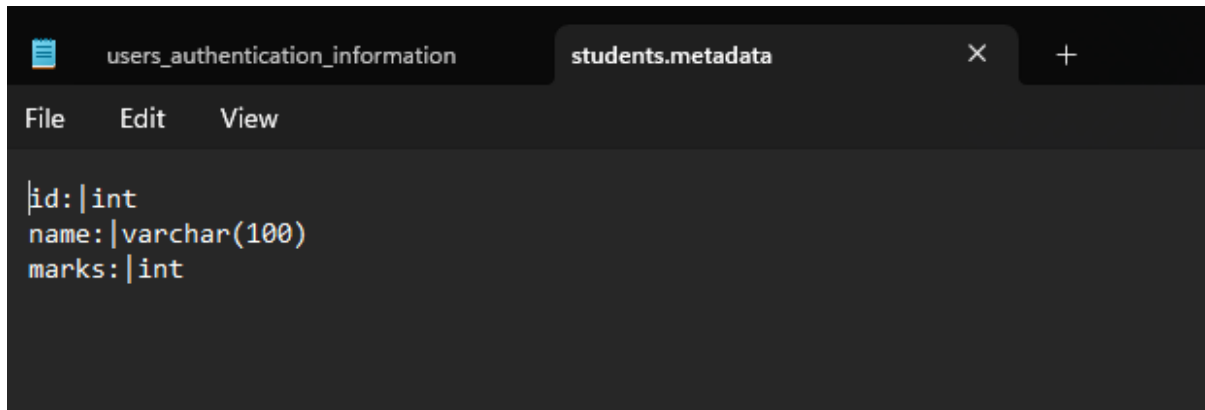 users_authentication_information students.metadata
File Edit View
id:|int
name:|varchar(100)
marks:|int